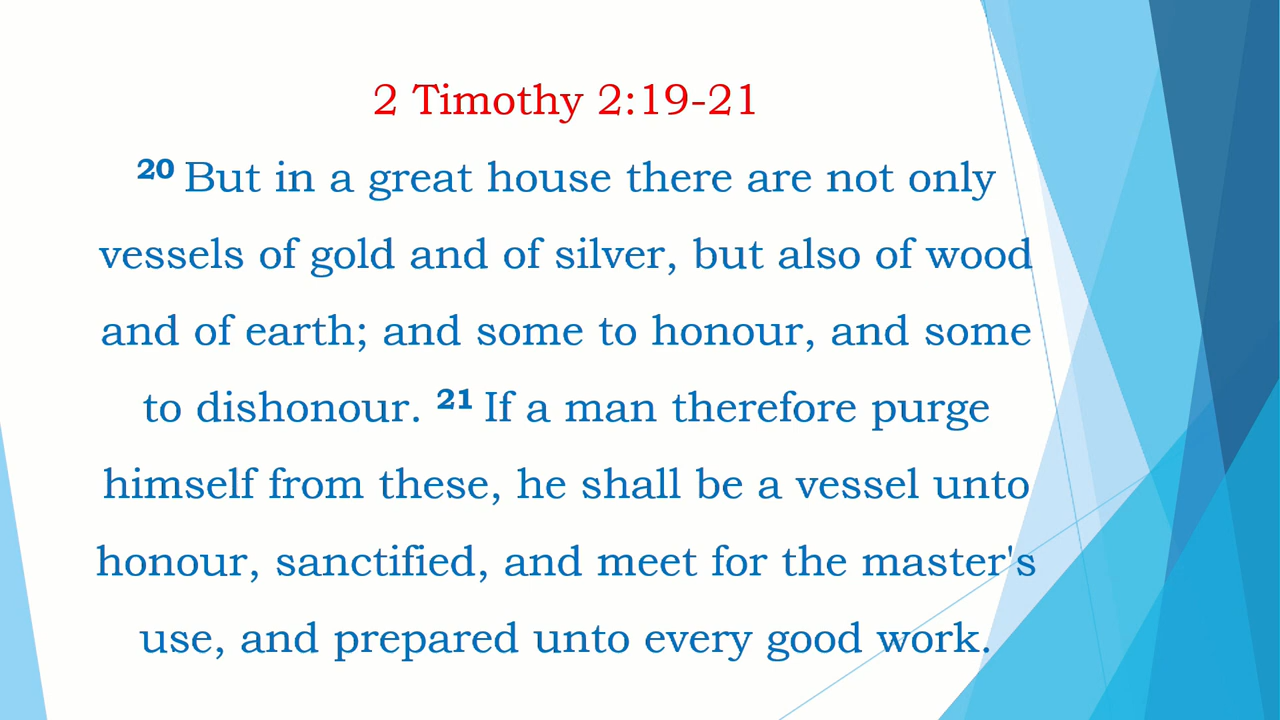 2 Timothy 2:19-21
20 But in a great house there are not only
vessels of gold and of silver, but also of wood
and of earth; and some to honour, and some
to dishonour. 21 If a man therefore purge
himself from these, he shall be a vessel unto
honour, sanctified, and meet for the master's
use, and prepared unto every good work.